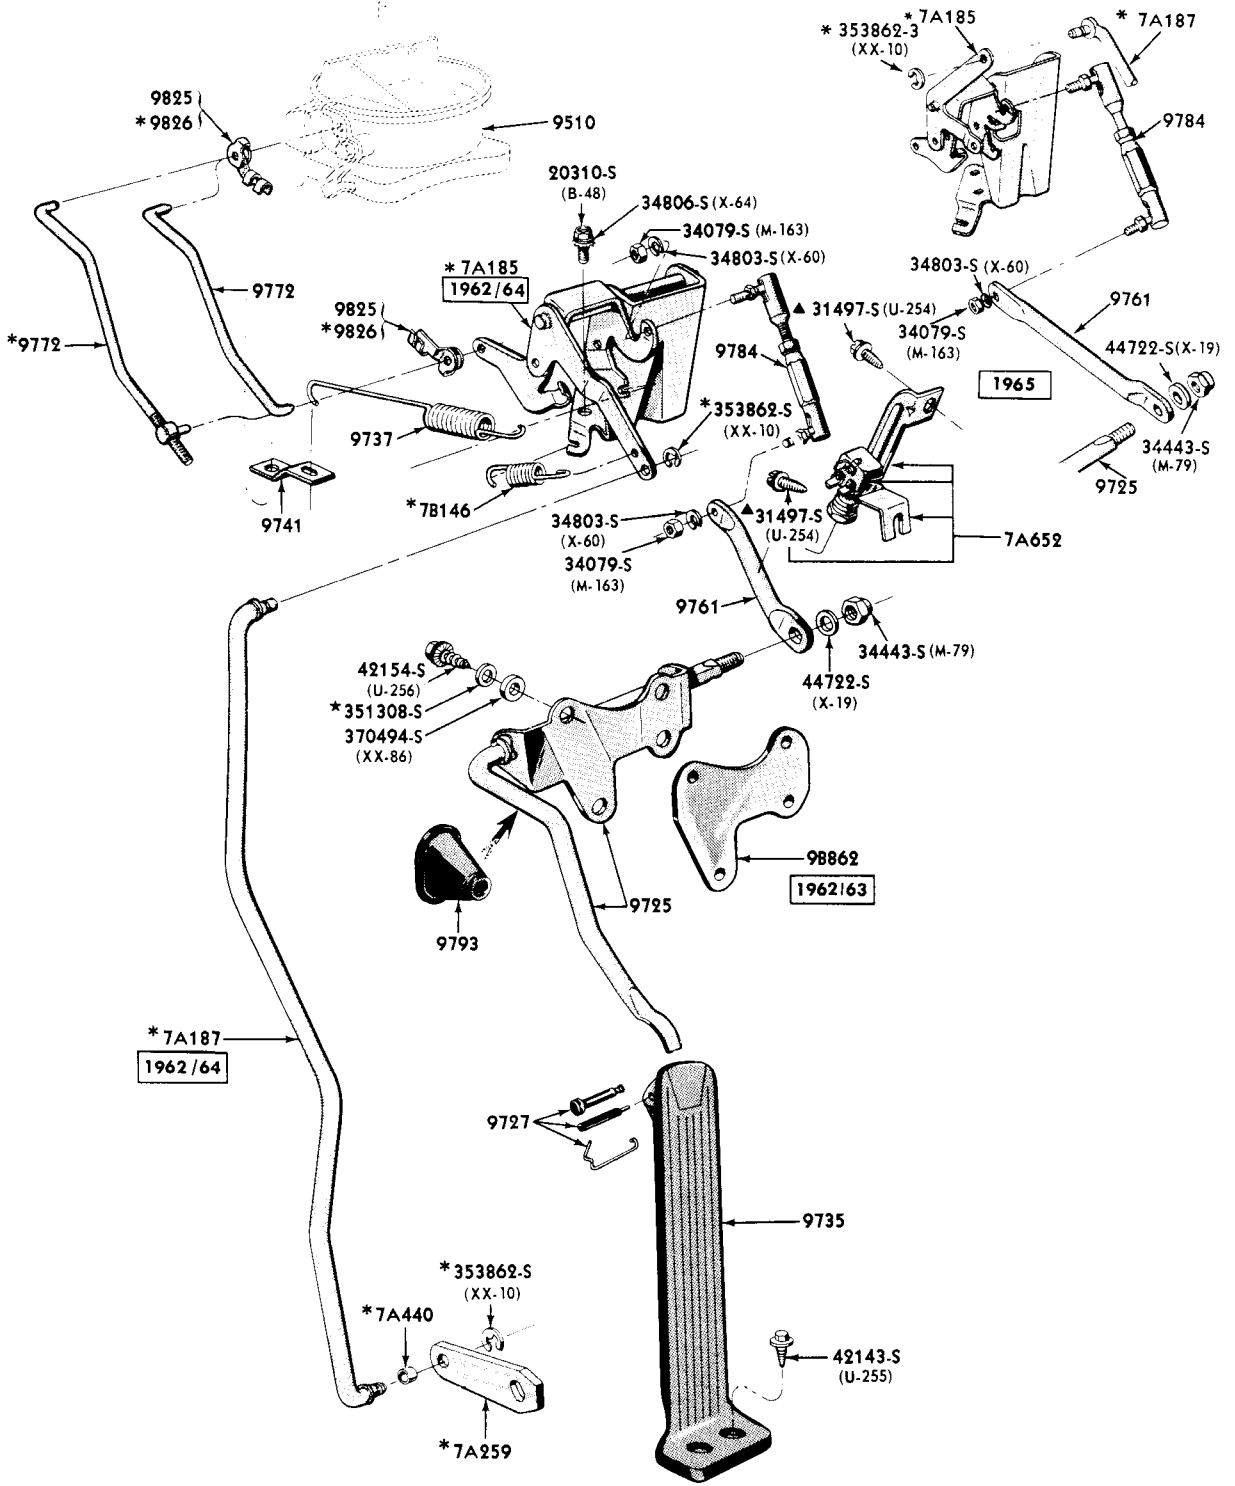 * 7A185
* 7A187
* 353862-3
(XX-10)
9784
9825
*9826
9510
20310-S
(B-48)
34806-S (X-64)
34079-S (M-163)
34803-S (X-60)
* 7A185
1962/64
9772
*9772
9825
*9826
▲ 31497-S (U-254)
9784
34803-S (X-60)
9761
34079-S
(M-163)
44722-S (X-19)
1965
34443-S
(M-79)
9725
9737
* 353862-S
(XX-10)
9741
* 7B146
34803-S
(X-60)
34079-S
(M-163)
▲ 31497-S
(U-254)
7A652
9761
34443-S (M-79)
44722-S
(X-19)
42154-S
(U-256)
* 351308-S
370494-S
(XX-86)
9B862
1962/63
9725
9793
* 7A187
1962/64
9727
9735
* 353862-S
(XX-10)
* 7A440
42143-S
(U-255)
* 7A259